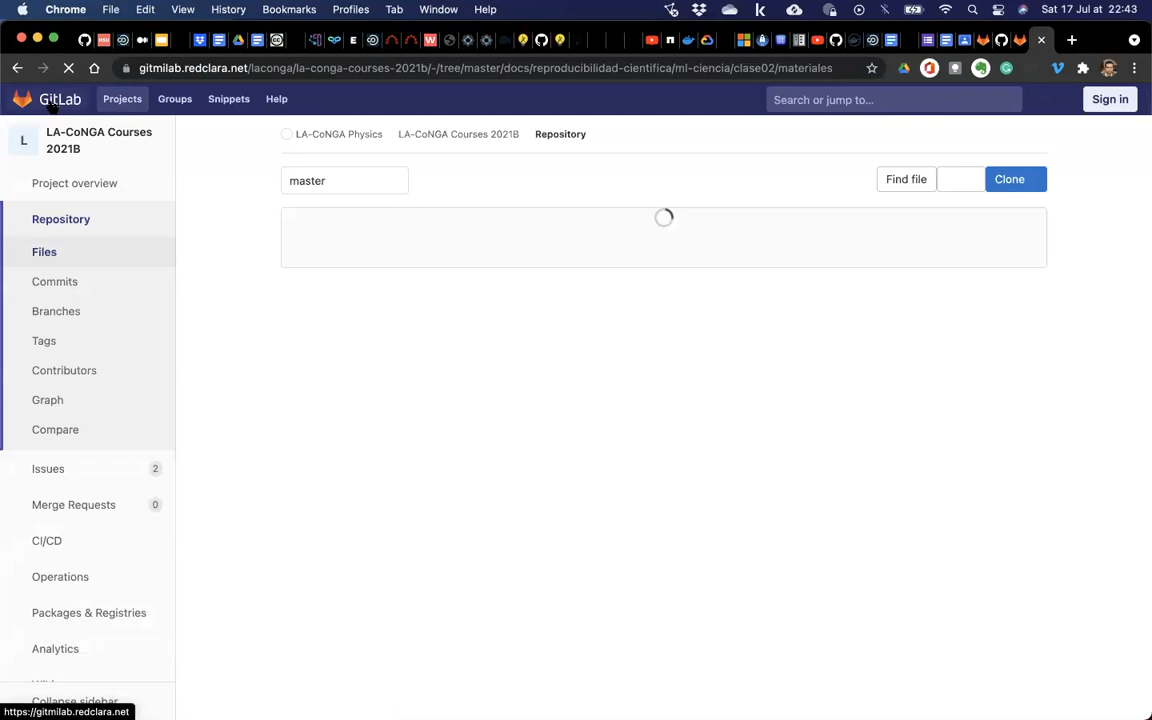 Chrome File Edit View History Bookmarks Profiles Tab Window Help Sat 17 Jul at 22:43
gitmilab.redclara.net/laconga/la-conga-courses-2021b/-/tree/master/docs/reproducibilidad-cientifica/ml-ciencia/clase02/materiales
GitLab Projects Groups Snippets Help Search or jump to... Sign in
L LA-CoNGA Courses 2021B
LA-CoNGA Physics LA-CoNGA Courses 2021B Repository
master Find file Clone
Project overview
Repository
Files
Commits
Branches
Tags
Contributors
Graph
Compare
Issues 2
Merge Requests 0
CI/CD
Operations
Packages & Registries
Analytics
Collapse sidebar
https://gitmilab.redclara.net